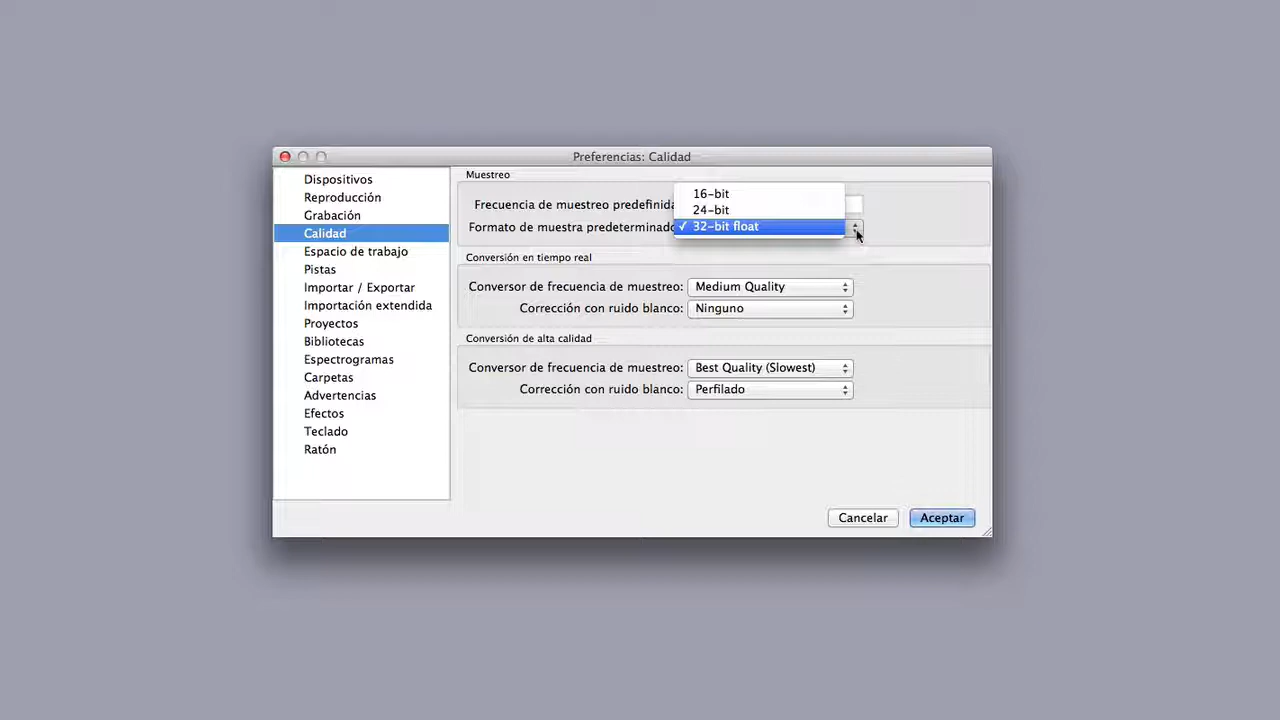 Preferencias: Calidad
Dispositivos
Reproducción
Grabación
Calidad
Espacio de trabajo
Pistas
Importar / Exportar
Importación extendida
Proyectos
Bibliotecas
Espectrogramas
Carpetas
Advertencias
Efectos
Teclado
Ratón
Muestreo
Frecuencia de muestreo predefinida
Formato de muestra predeterminado
16-bit
24-bit
✓ 32-bit float
Conversión en tiempo real
Conversor de frecuencia de muestreo: Medium Quality
Corrección con ruido blanco: Ninguno
Conversión de alta calidad
Conversor de frecuencia de muestreo: Best Quality (Slowest)
Corrección con ruido blanco: Perfilado
Cancelar Aceptar